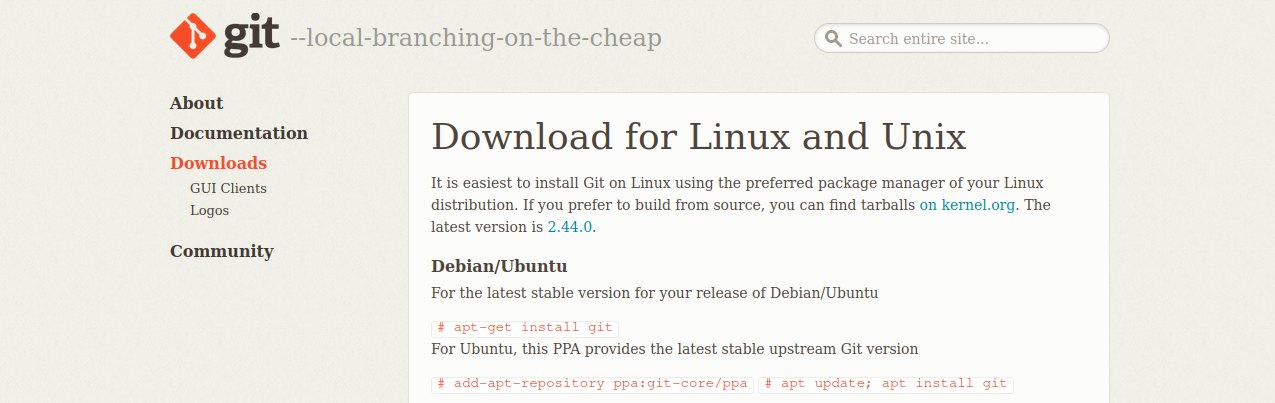 git --local-branching-on-the-cheap
Search entire site...
About
Documentation
Downloads
GUI Clients
Logos
Community
Download for Linux and Unix
It is easiest to install Git on Linux using the preferred package manager of your Linux
distribution. If you prefer to build from source, you can find tarballs on kernel.org. The
latest version is 2.44.0.
Debian/Ubuntu
For the latest stable version for your release of Debian/Ubuntu
# apt-get install git
For Ubuntu, this PPA provides the latest stable upstream Git version
# add-apt-repository ppa:git-core/ppa # apt update; apt install git